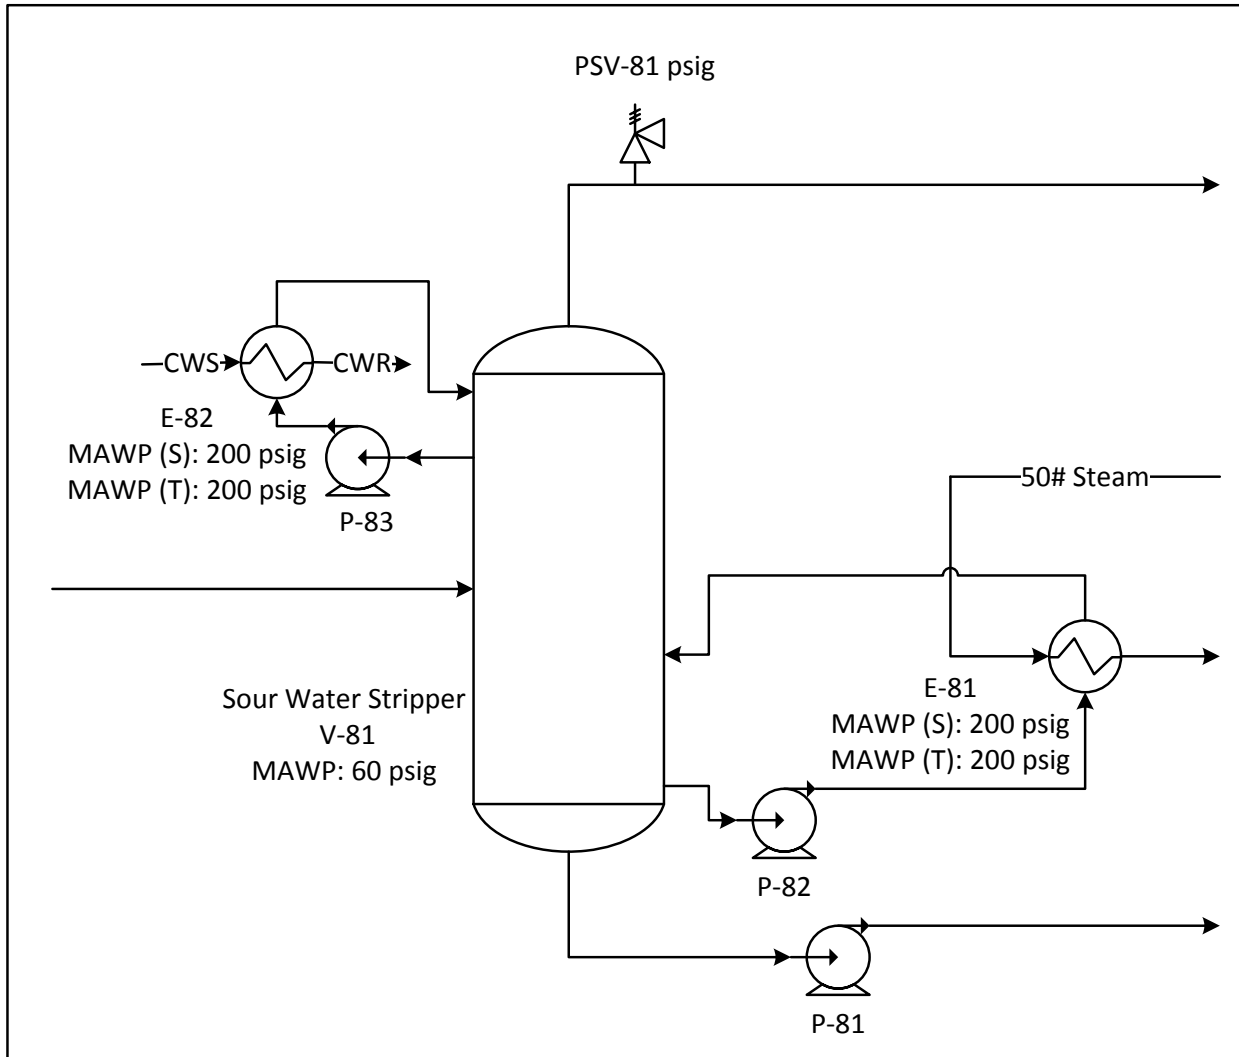 PSV-81 psig
CWS
CWR
E-82
MAWP (S): 200 psig
MAWP (T): 200 psig
P-83
50# Steam
Sour Water Stripper
V-81
MAWP: 60 psig
E-81
MAWP (S): 200 psig
MAWP (T): 200 psig
P-82
P-81